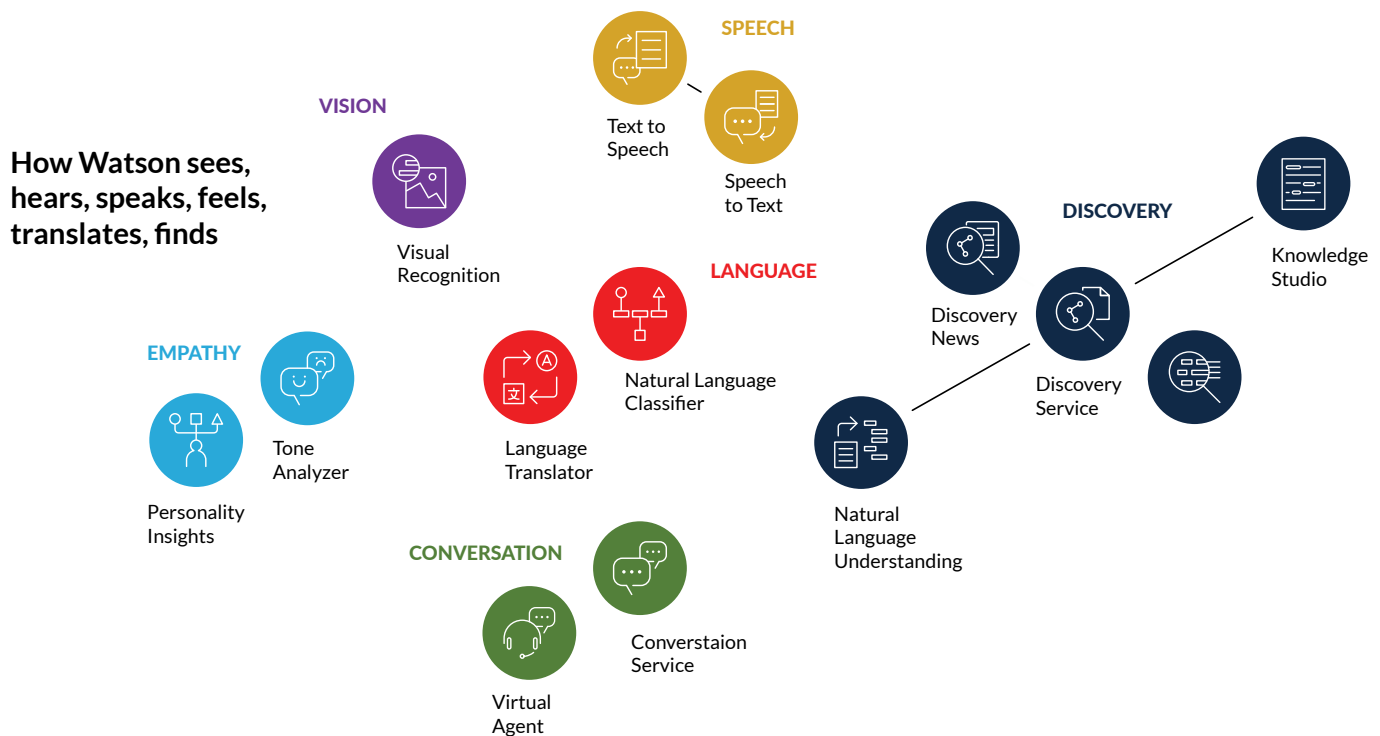 How Watson sees,
hears, speaks, feels,
translates, finds
VISION
Visual
Recognition
SPEECH
Text to
Speech
Speech
to Text
EMPATHY
Tone
Analyzer
Personality
Insights
LANGUAGE
Natural Language
Classifier
A
文
Language
Translator
CONVERSATION
Converstaion
Service
Virtual
Agent
DISCOVERY
Knowledge
Studio
Discovery
News
Discovery
Service
Natural
Language
Understanding